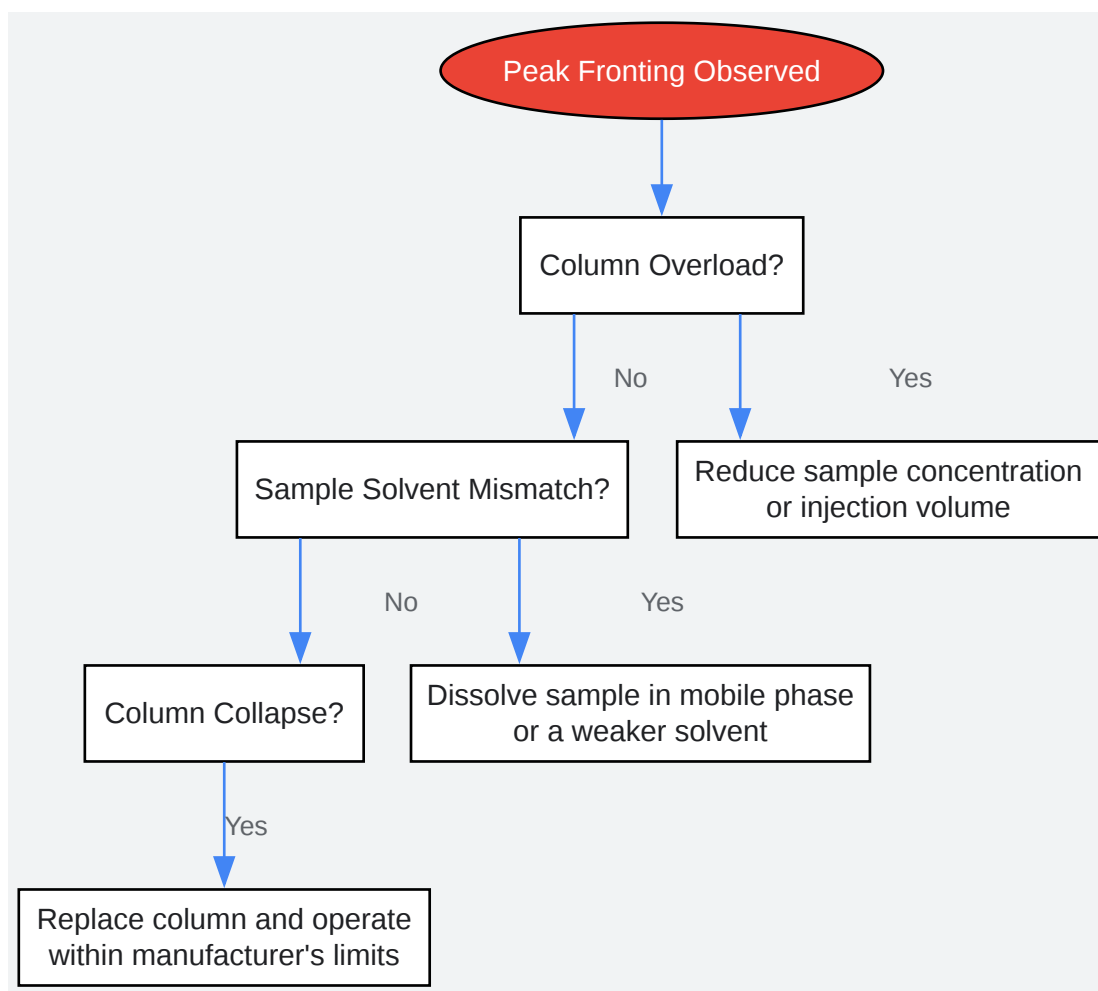 Peak Fronting Observed
Column Overload?
No
Yes
Sample Solvent Mismatch?
Reduce sample concentration
or injection volume
No
Yes
Column Collapse?
Dissolve sample in mobile phase
or a weaker solvent
Yes
Replace column and operate
within manufacturer's limits